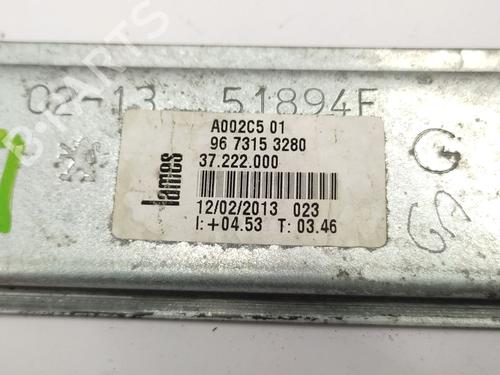 B-PARTS
02-13 51894F
A002C5 01
96 7315 3280
37.222.000
lames
12/02/2013 023
I:+04.53 T: 03.46
G